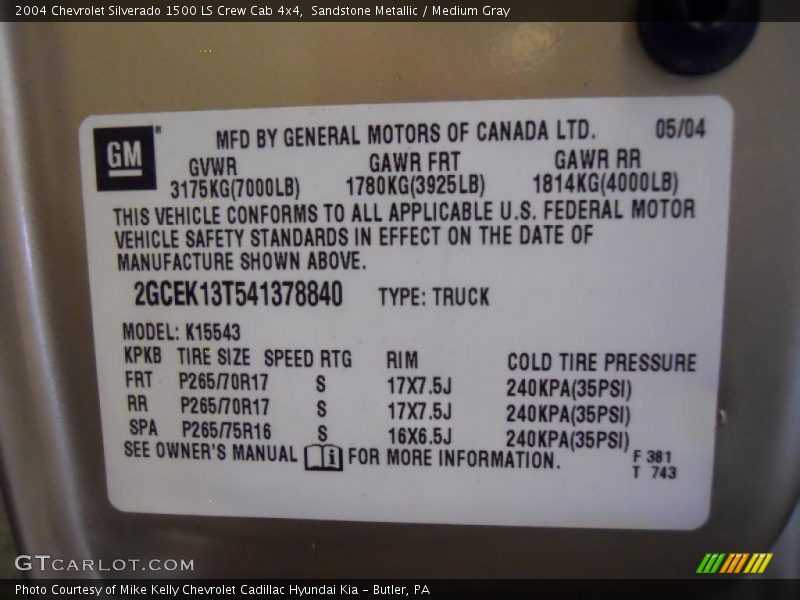 2004 Chevrolet Silverado 1500 LS Crew Cab 4x4, Sandstone Metallic / Medium Gray
GM®
MFD BY GENERAL MOTORS OF CANADA LTD. 05/04
GVWR GAWR FRT GAWR RR
3175KG(7000LB) 1780KG(3925LB) 1814KG(4000LB)
THIS VEHICLE CONFORMS TO ALL APPLICABLE U.S. FEDERAL MOTOR
VEHICLE SAFETY STANDARDS IN EFFECT ON THE DATE OF
MANUFACTURE SHOWN ABOVE.
2GCEK13T541378840 TYPE: TRUCK
MODEL: K15543
KPKB TIRE SIZE SPEED RTG RIM COLD TIRE PRESSURE
FRT P265/70R17 S 17X7.5J 240KPA(35PSI)
RR P265/70R17 S 17X7.5J 240KPA(35PSI)
SPA P265/75R16 S 16X6.5J 240KPA(35PSI)
SEE OWNER'S MANUAL i FOR MORE INFORMATION.
F 381
T 743
GTCARLOT.COM
Photo Courtesy of Mike Kelly Chevrolet Cadillac Hyundai Kia - Butler, PA